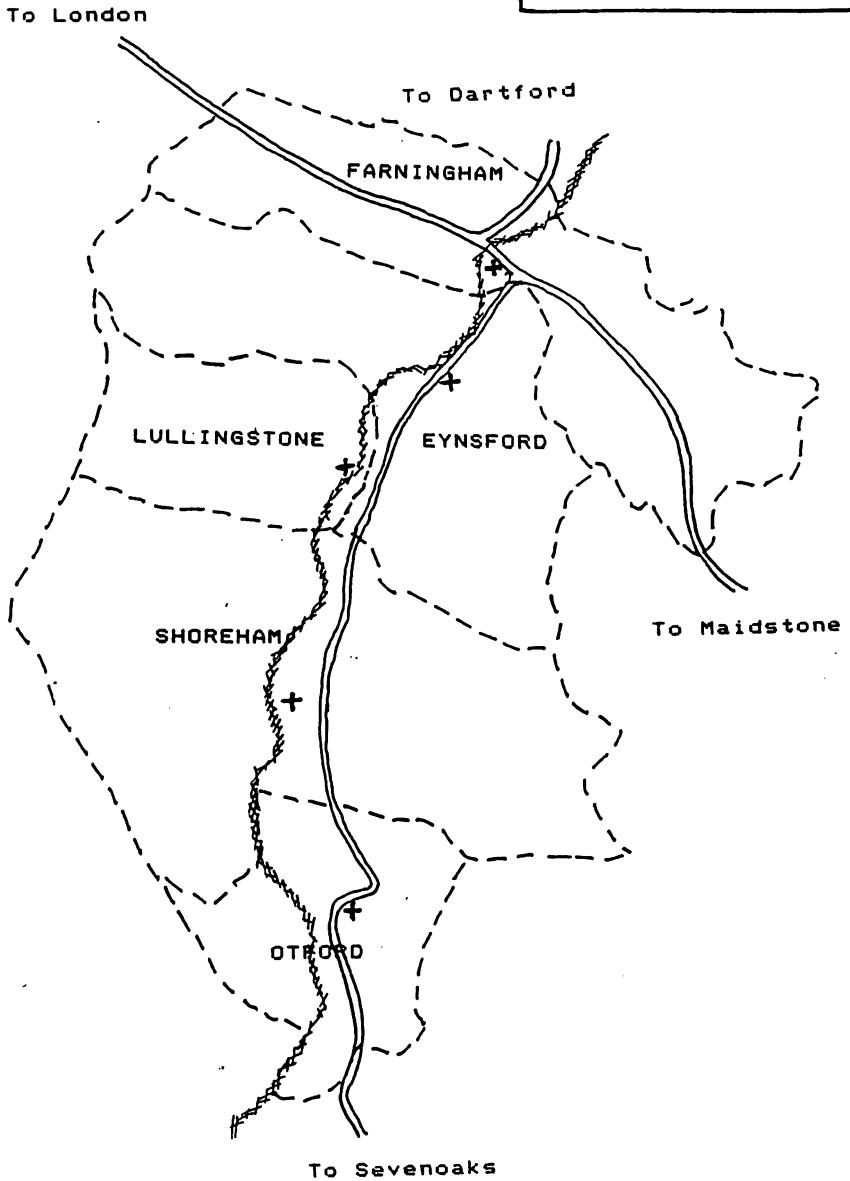 To London
To Dartford
FARNINGHAM
LULLINGSTONE
EYNSFORD
SHOREHAM
To Maidstone
OTFORD
To Sevenoaks